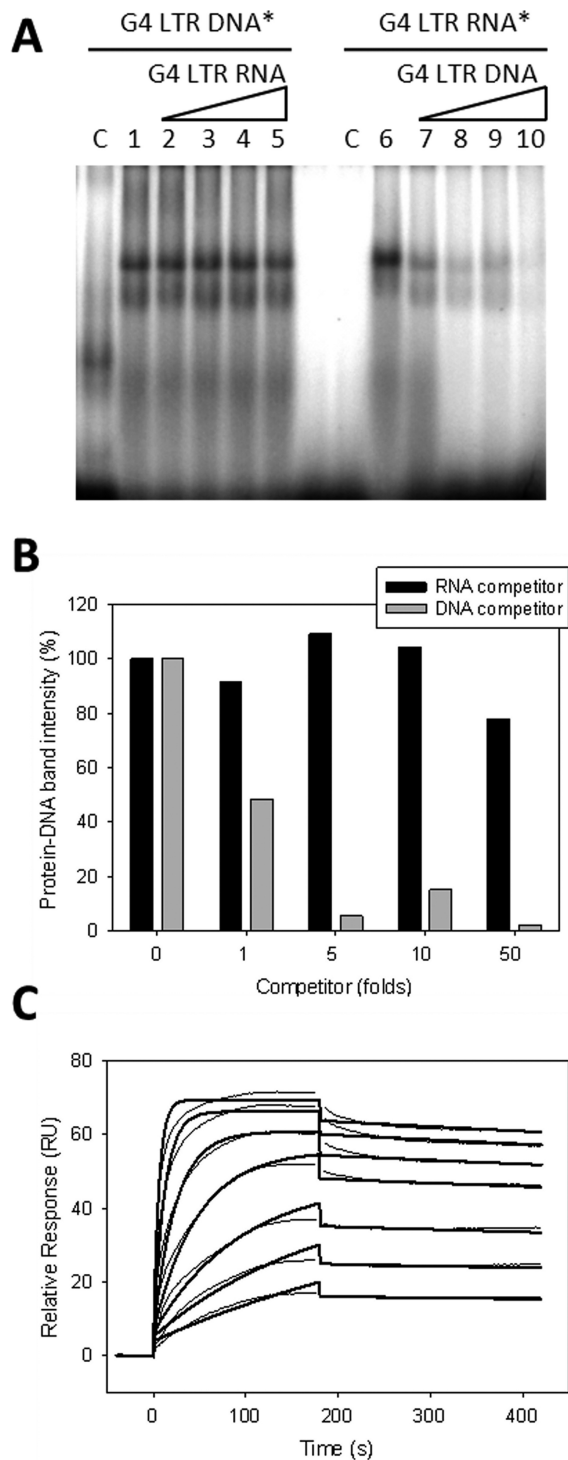 A
G4 LTR DNA* G4 LTR RNA*
G4 LTR RNA G4 LTR DNA
C 1 2 3 4 5 C 6 7 8 9 10
B
RNA competitor
DNA competitor
120
100
80
60
40
20
0
Protein-DNA band intensity (%)
0 1 5 10 50
Competitor (folds)
C
80
60
40
20
0
Relative Response (RU)
0 100 200 300 400
Time (s)